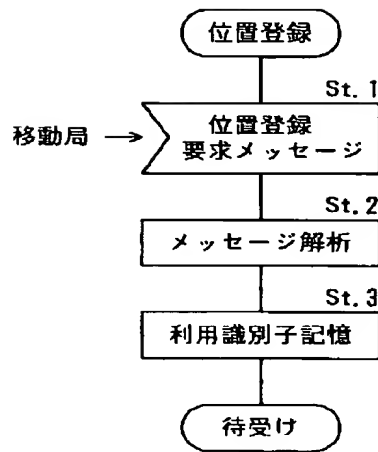 位置登録
St.1
移動局
位置登録
要求メッセージ
St.2
メッセージ解析
St.3
利用識別子記憶
待受け